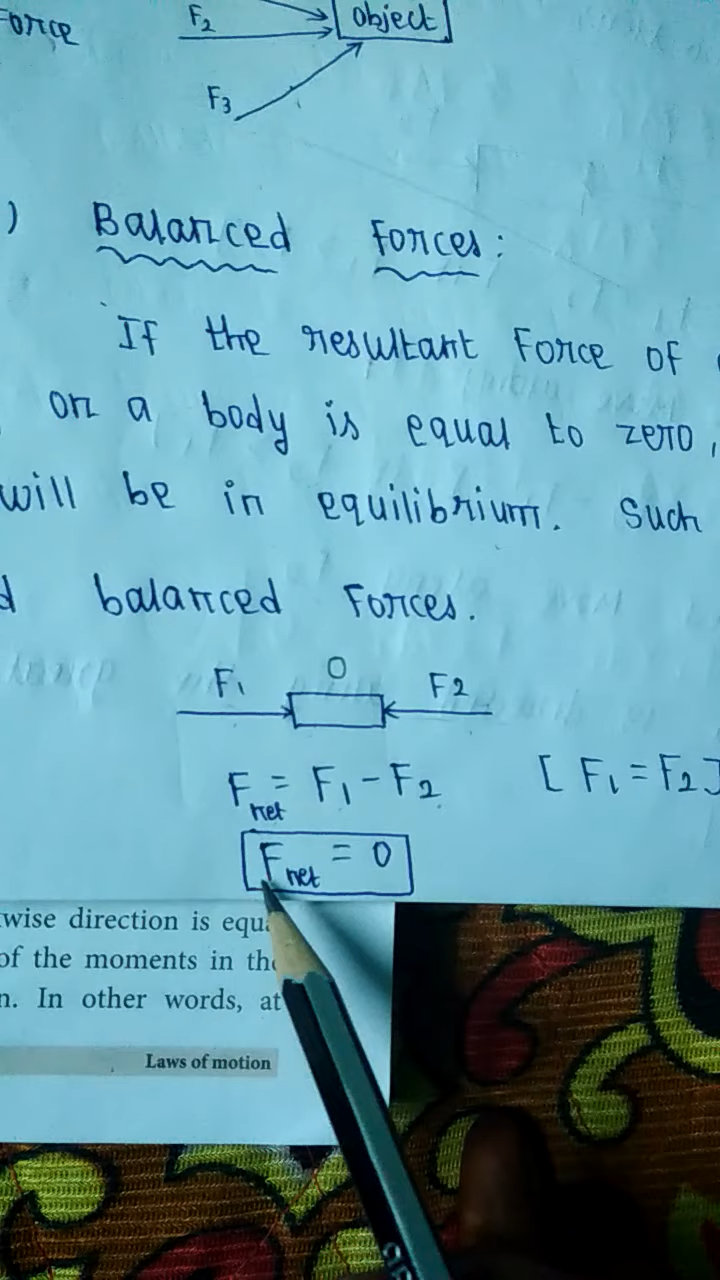 Force
F2
Object
F3
) Balanced Forces:
If the resultant Force of
on a body is equal to zero,
will be in equilibrium. Such
d balanced Forces.
F1 O F2
Fnet = F1 - F2 [F1 = F2]
Fnet = 0
wise direction is equ
of the moments in the
n. In other words, at
Laws of motion